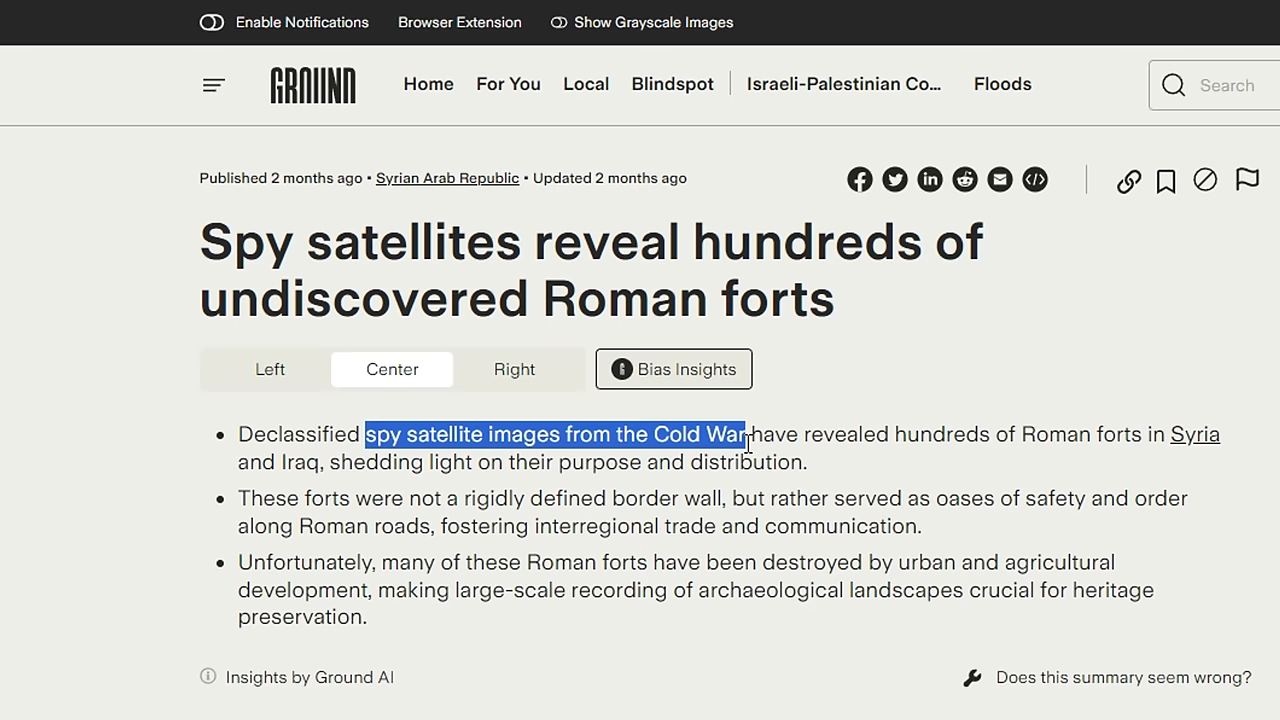 Enable Notifications Browser Extension Show Grayscale Images
GROUND Home For You Local Blindspot Israeli-Palestinian Co... Floods Search
Published 2 months ago • Syrian Arab Republic • Updated 2 months ago
Spy satellites reveal hundreds of
undiscovered Roman forts
Left Center Right Bias Insights
• Declassified spy satellite images from the Cold War have revealed hundreds of Roman forts in Syria
and Iraq, shedding light on their purpose and distribution.
• These forts were not a rigidly defined border wall, but rather served as oases of safety and order
along Roman roads, fostering interregional trade and communication.
• Unfortunately, many of these Roman forts have been destroyed by urban and agricultural
development, making large-scale recording of archaeological landscapes crucial for heritage
preservation.
Insights by Ground AI Does this summary seem wrong?